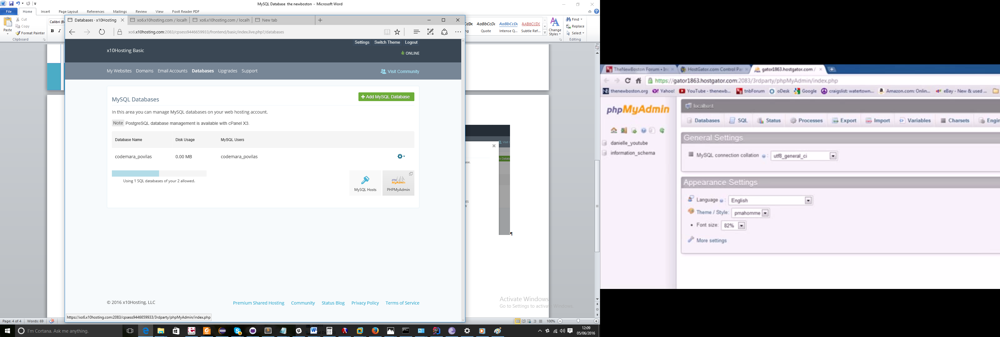 MySQL Database the newboston - Microsoft Word
File Home Insert Page Layout References Mailings Review View Foxit Reader PDF
Paste
Cut
Copy
Format Painter
Clipboard
Calibri (B
B I
Databases · x10Hosting
xo6.x10hosting.com / localh
xo6.x10hosting.com / localh
New tab
xo6.x10hosting.com:2083/cpsess9446659933/frontend/basic/index.live.php?/databases
AaBbCcDi AaBbCcDi AABBCCDI
Quote Intense Q... Subtle Ref...
Change Styles
Find
Replace
Select
Editing
Settings Switch Theme Logout
x10Hosting Basic
ONLINE
My Websites Domains Email Accounts Databases Upgrades Support
Visit Community
MySQL Databases
+ Add MySQL Database
In this area you can manage MySQL databases on your web hosting account.
Note PostgreSQL database management is available with cPanel X3.
Database Name Disk Usage MySQL Users
codemara_povilas 0.00 MB codemara_povilas
Using 1 SQL databases of your 2 allowed.
MySQL Hosts
php MyAdmin
PHPMyAdmin
© 2016 x10Hosting, LLC
Premium Shared Hosting Community Status Blog Privacy Policy Terms of Service
https://xo6.x10hosting.com:2083/cpsess9446659933/3rdparty/phpMyAdmin/index.php
Activate Windows
Go to Settings to activate Windows.
Page: 4 of 4 Words: 69
100%
I'm Cortana. Ask me anything.
12:09
05/06/2016
TheNewBoston Forum • In
HostGator.com Control Pa
gator1863.hostgator.com /
https://gator1863.hostgator.com:2083/3rdparty/phpMyAdmin/index.php
thenewboston.org Yahoo! YouTube - thenewb... tnbForum oDesk Google craigslist: watertown... Amazon.com: Onlin... eBay - New & used ...
phpMyAdmin
danielle_youtube
information_schema
localhost
Databases SQL Status Processes Export Import Variables Charsets Engin
General Settings
MySQL connection collation : utf8_general_ci
Appearance Settings
Language : English
Theme / Style: pmahomme
• Font size: 82%
More settings